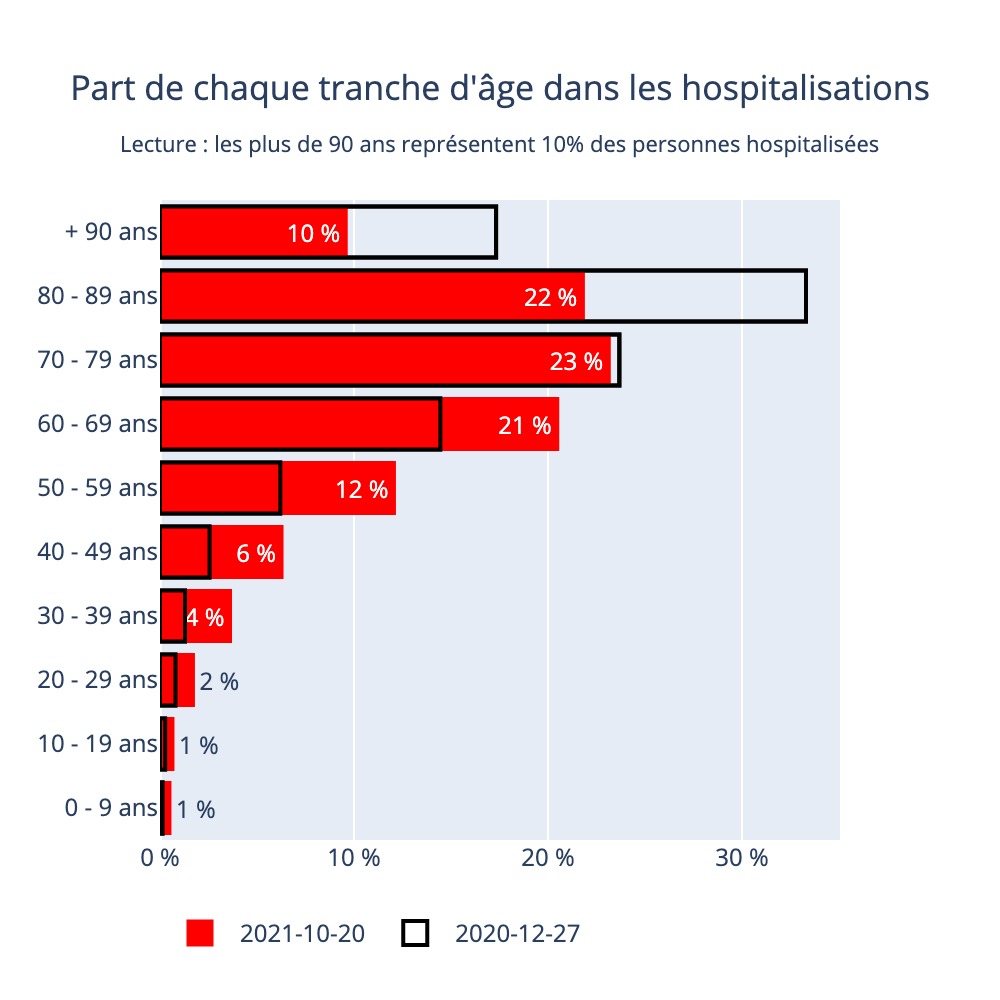 Part de chaque tranche d'âge dans les hospitalisations
Lecture : les plus de 90 ans représentent 10% des personnes hospitalisées
+ 90 ans 10 %
80 - 89 ans 22 %
70 - 79 ans 23 %
60 - 69 ans 21 %
50 - 59 ans 12 %
40 - 49 ans 6 %
30 - 39 ans 4 %
20 - 29 ans 2 %
10 - 19 ans 1 %
0 - 9 ans 1 %
0 % 10 % 20 % 30 %
2021-10-20 2020-12-27